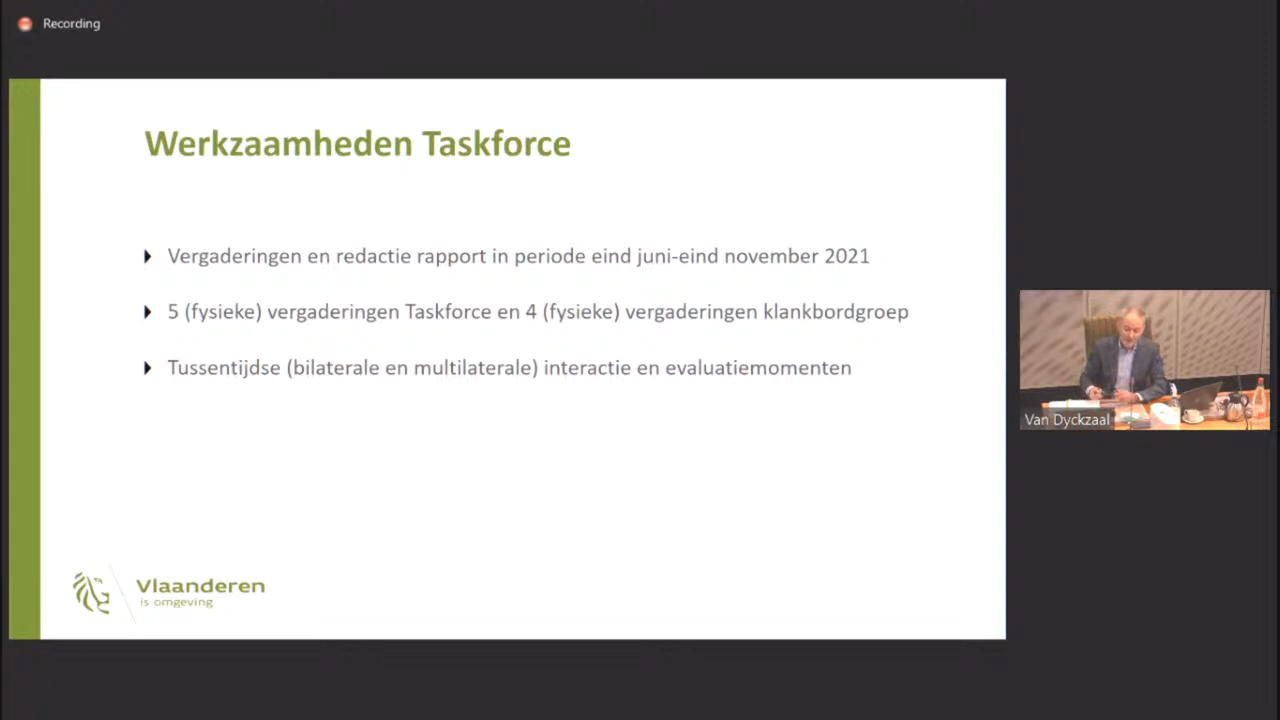 Recording
Werkzaamheden Taskforce
Vergaderingen en redactie rapport in periode eind juni-eind november 2021
5 (fysieke) vergaderingen Taskforce en 4 (fysieke) vergaderingen klankbordgroep
Tussentijdse (bilaterale en multilaterale) interactie en evaluatiemomenten
Van Dyckzaal
Vlaanderen
is omgeving